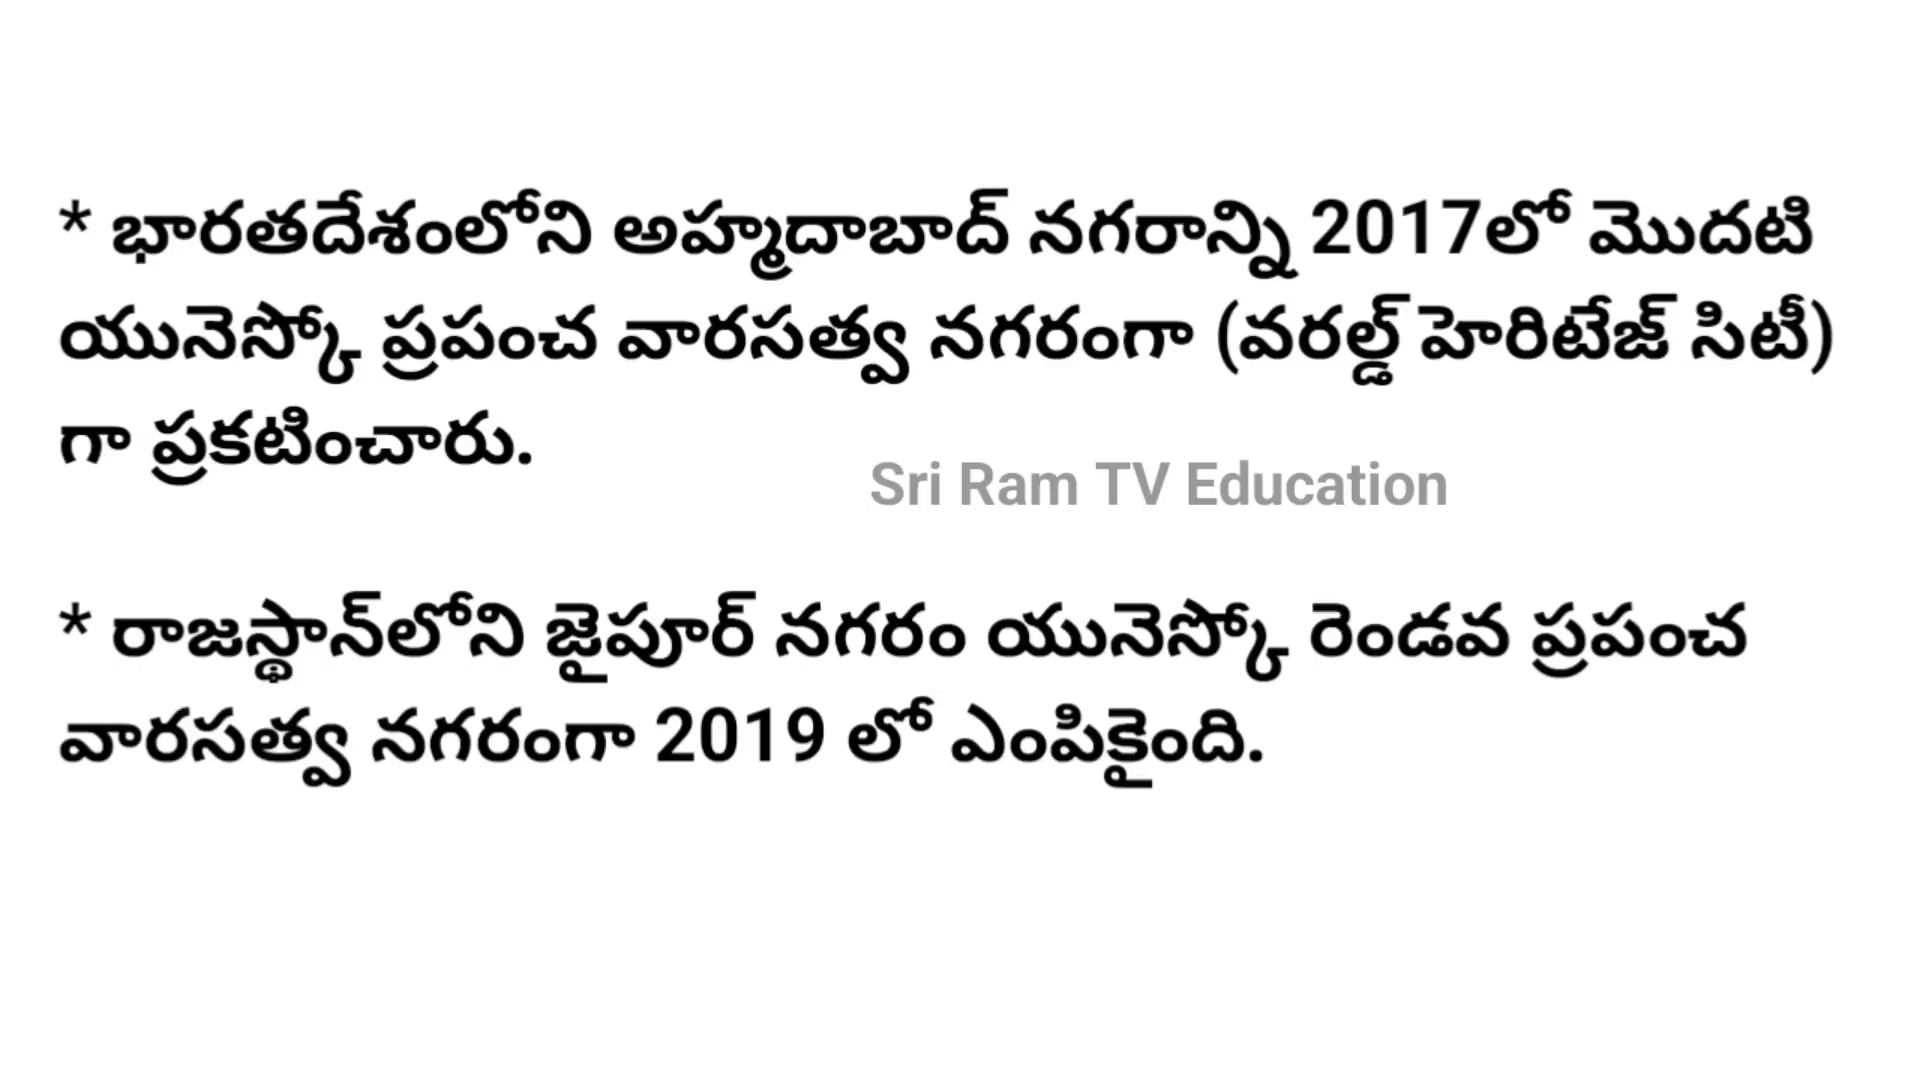 * భారతదేశంలోని అహ్మదాబాద్ నగరాన్ని 2017లో మొదటి
యునెస్కో ప్రపంచ వారసత్వ నగరంగా (వరల్డ్ హెరిటేజ్ సిటీ)
గా ప్రకటించారు.
Sri Ram TV Education
* రాజస్థాన్‌లోని జైపూర్ నగరం యునెస్కో రెండవ ప్రపంచ
వారసత్వ నగరంగా 2019 లో ఎంపికైంది.